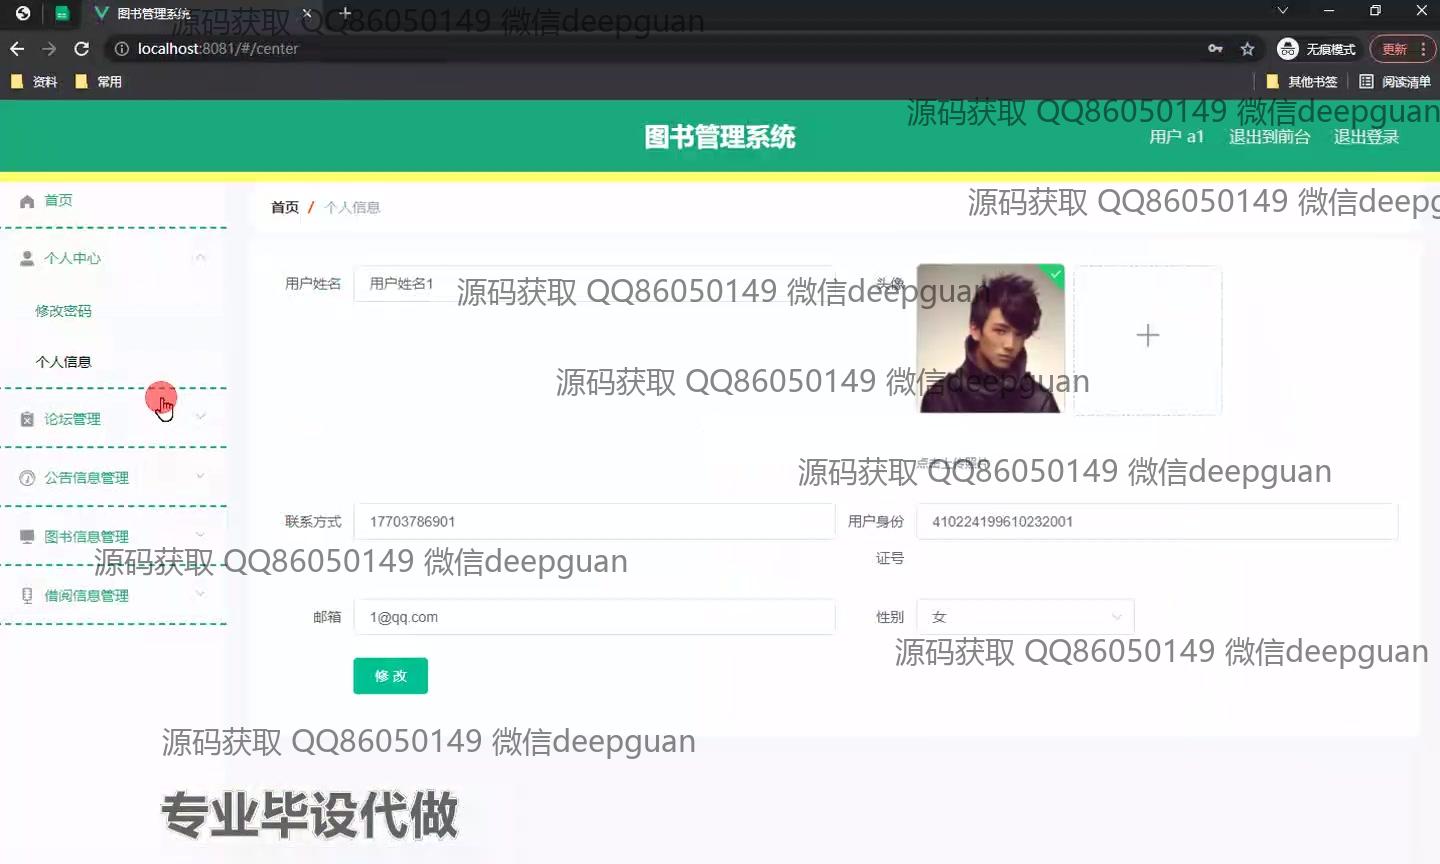 图书管理系统
源码获取 QQ86050149 微信deepguan
localhost:8081/#/center
无痕模式
更新
资料
常用
其他书签
阅读清单
源码获取 QQ86050149 微信deepguan
图书管理系统
用户 a1
退出到前台
退出登录
首页
首页 / 个人信息
源码获取 QQ86050149 微信deepg
个人中心
用户姓名
用户姓名1
头像
源码获取 QQ86050149 微信deepguan
修改密码
个人信息
源码获取 QQ86050149 微信deepguan
论坛管理
点击上传照片
源码获取 QQ86050149 微信deepguan
公告信息管理
联系方式
17703786901
用户身份
证号
410224199610232001
图书信息管理
源码获取 QQ86050149 微信deepguan
借阅信息管理
邮箱
1@qq.com
性别
女
源码获取 QQ86050149 微信deepguan
修改
源码获取 QQ86050149 微信deepguan
专业毕设代做